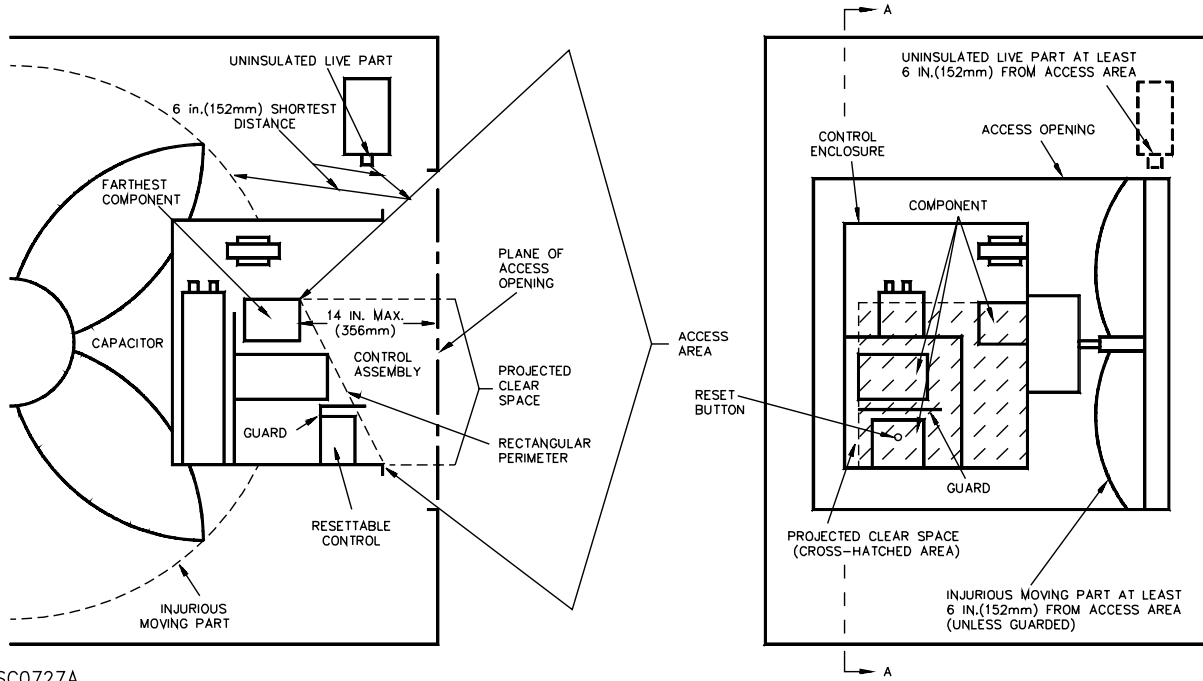 UNINSULATED LIVE PART
6 in.(152mm) SHORTEST
DISTANCE
FARTHEST
COMPONENT
CAPACITOR
14 IN. MAX.
(356mm)
CONTROL
ASSEMBLY
GUARD
RESETTABLE
CONTROL
INJURIOUS
MOVING PART
PLANE OF
ACCESS
OPENING
PROJECTED
CLEAR
SPACE
RECTANGULAR
PERIMETER
ACCESS
AREA
A
UNINSULATED LIVE PART AT LEAST
6 IN.(152mm) FROM ACCESS AREA
CONTROL
ENCLOSURE
ACCESS OPENING
COMPONENT
RESET
BUTTON
GUARD
PROJECTED CLEAR SPACE
(CROSS-HATCHED AREA)
INJURIOUS MOVING PART AT LEAST
6 IN.(152mm) FROM ACCESS AREA
(UNLESS GUARDED)
A
SC0727A